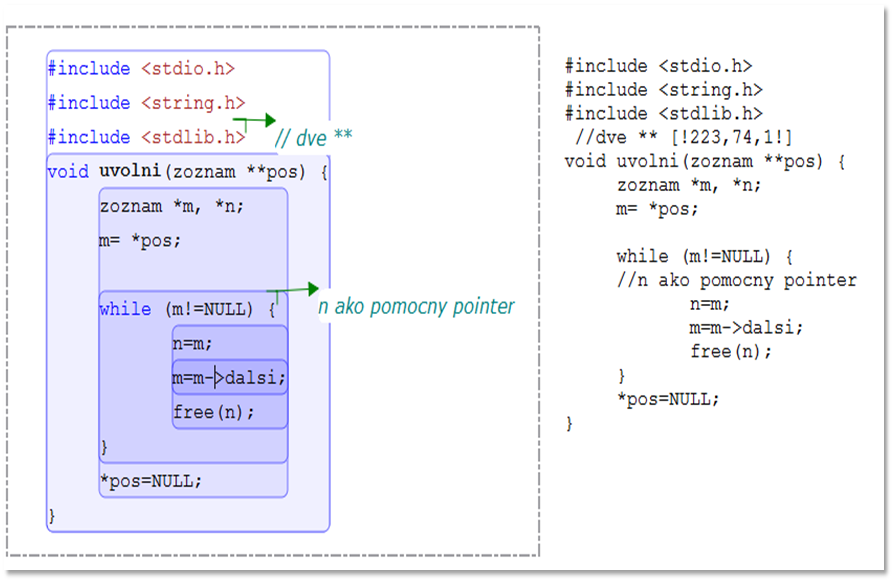 #include <stdio.h>
#include <string.h>
#include <stdlib.h>
// dve **
void uvolni(zoznam **pos) {
zoznam *m, *n;
m= *pos;
while (m!=NULL) {
n ako pomocny pointer
n=m;
m=m->dalsi;
free(n);
}
*pos=NULL;
}
#include <stdio.h>
#include <string.h>
#include <stdlib.h>
//dve ** [!223,74,1!]
void uvolni(zoznam **pos) {
zoznam *m, *n;
m= *pos;
while (m!=NULL) {
//n ako pomocny pointer
n=m;
m=m->dalsi;
free(n);
}
*pos=NULL;
}